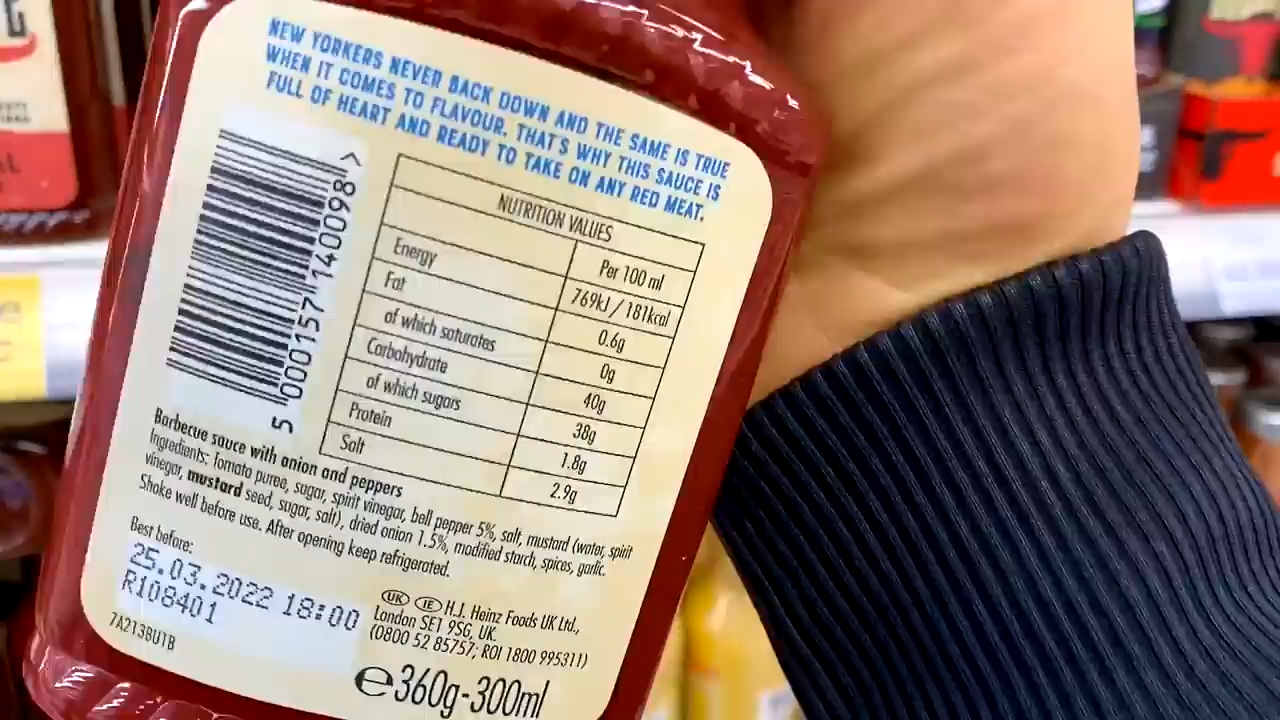 NEW YORKERS NEVER BACK DOWN AND THE SAME IS TRUE
WHEN IT COMES TO FLAVOUR. THAT'S WHY THIS SAUCE IS
FULL OF HEART AND READY TO TAKE ON ANY RED MEAT.
NUTRITION VALUES
Per 100 ml
Energy 769kJ / 181kcal
Fat 0.6g
of which saturates 0g
Carbohydrate 40g
of which sugars 38g
Protein 1.8g
Salt 2.9g
5 000157 140098 >
Barbecue sauce with onion and peppers
Ingredients: Tomato puree, sugar, spirit vinegar, bell pepper 5%, salt, mustard (water, spirit
vinegar, mustard seed, sugar, salt), dried onion 1.5%, modified starch, spices, garlic.
Shake well before use. After opening keep refrigerated.
Best before:
25.03.2022 18:00
R108401
7A213BU1B
UK IE H.J. Heinz Foods UK Ltd.,
London SE1 9SG, UK.
(0800 52 85757; ROI 1800 995311)
e360g-300ml